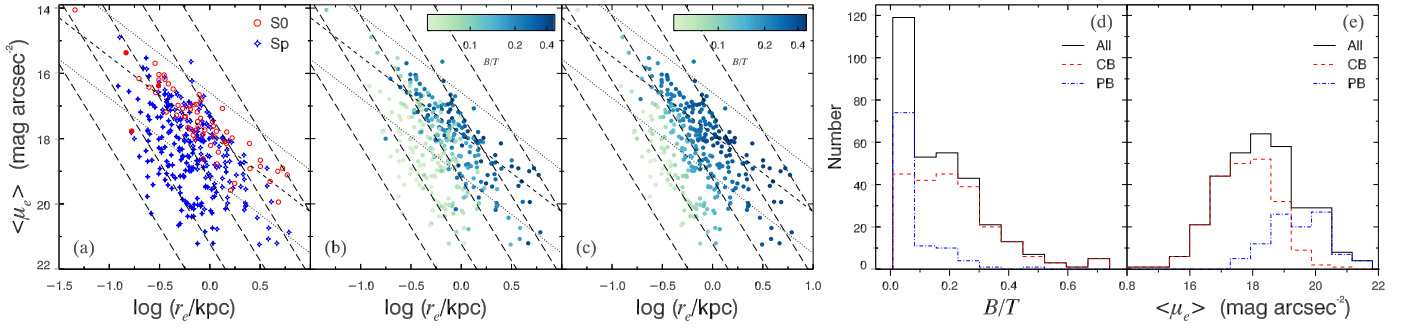 14
16
18
20
22
<μe> (mag arcsec-2)
S0
Sp
(a)
-1.5 -1.0 -0.5 0.0 0.5
log (re/kpc)
0.1 0.2 0.4
B/T
(b)
-1.0 -0.5 0.0 0.5
log (re/kpc)
0.1 0.2 0.4
B/T
(c)
-1.0 -0.5 0.0 0.5 1.0
log (re/kpc)
120
100
80
60
40
20
0
Number
(d)
All
CB
PB
0.0 0.2 0.4 0.6
B/T
(e)
All
CB
PB
0.8 16 18 20 22
<μe> (mag arcsec-2)